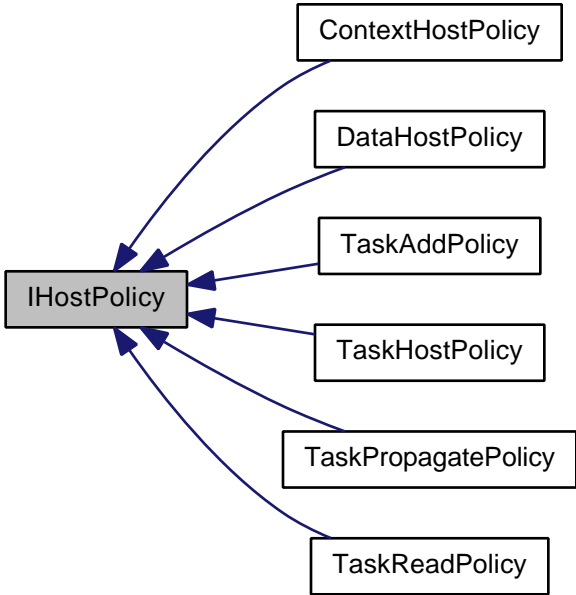 ContextHostPolicy
DataHostPolicy
TaskAddPolicy
IHostPolicy
TaskHostPolicy
TaskPropagatePolicy
TaskReadPolicy